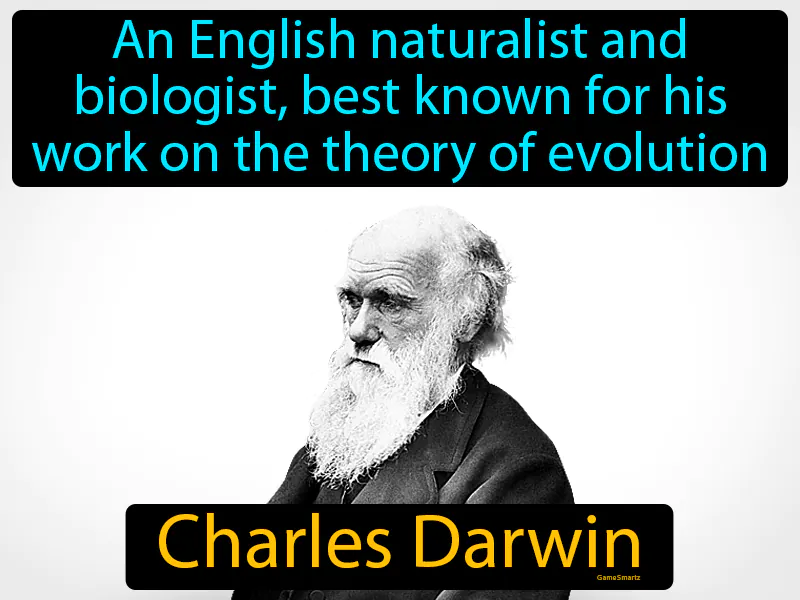 An English naturalist and
biologist, best known for his
work on the theory of evolution
Charles Darwin
GameSmartz